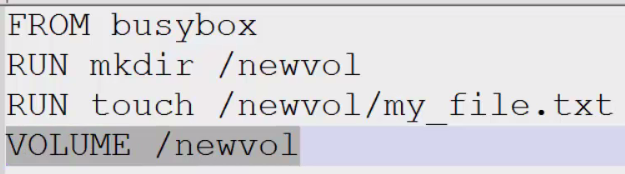 FROM busybox
RUN mkdir /newvol
RUN touch /newvol/my_file.txt
VOLUME /newvol